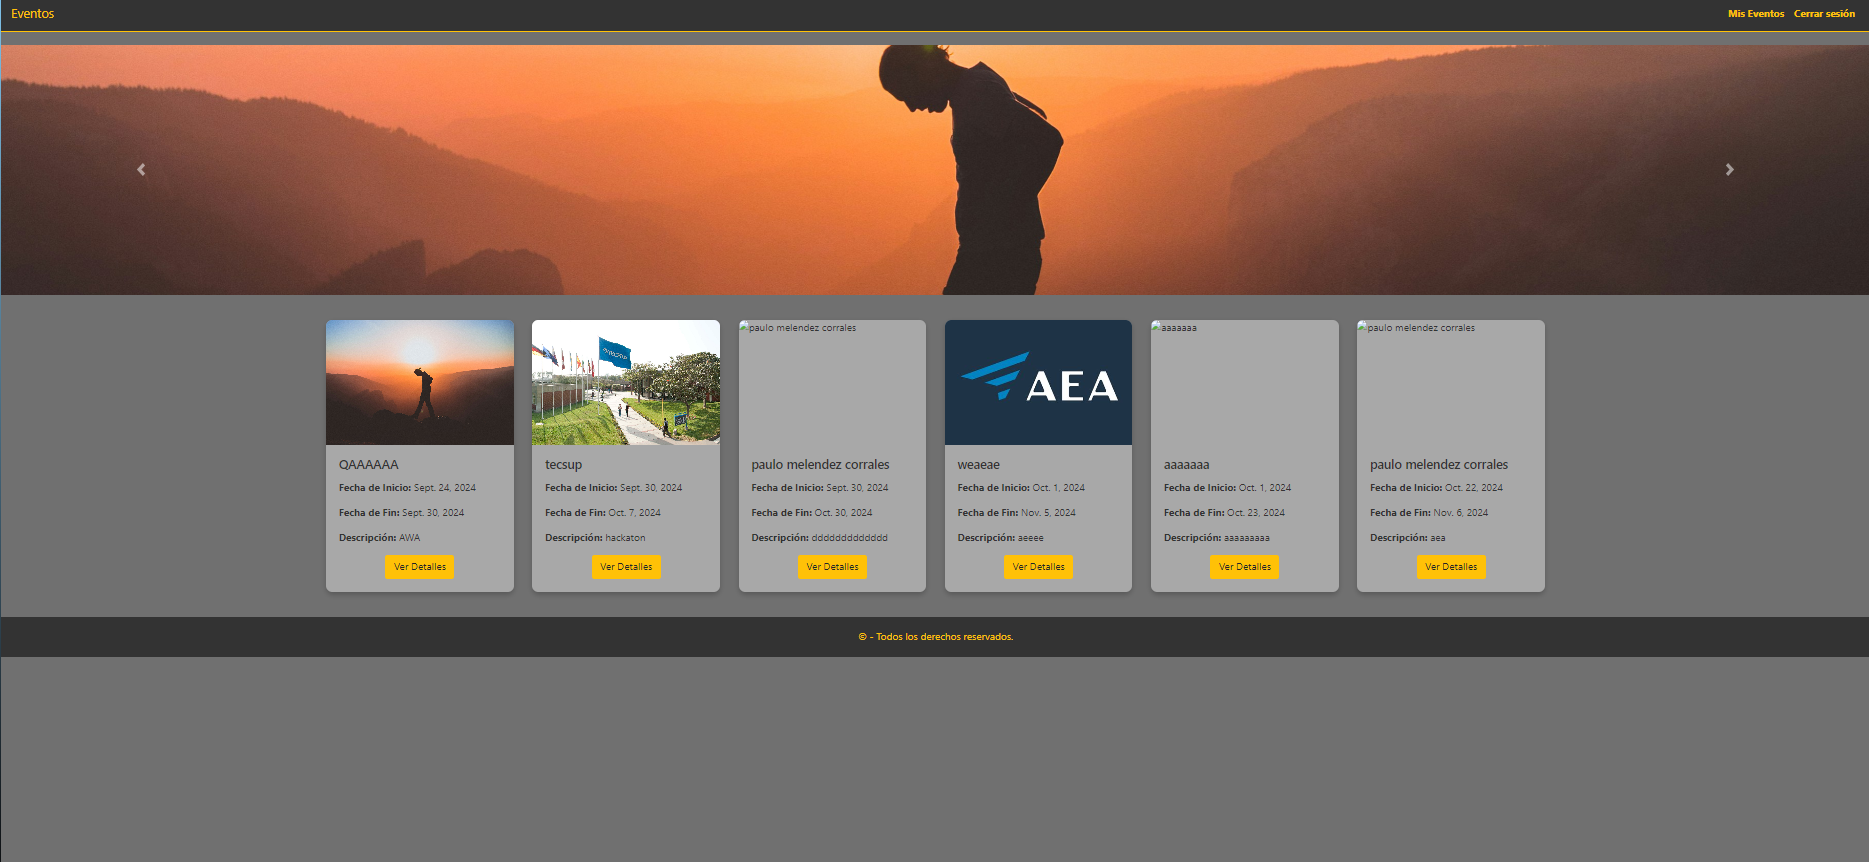 Eventos
Mis Eventos Cerrar sesión
paulo melendez corrales
AEA
aaaaaaa
paulo melendez corrales
QAAAAAA
Fecha de Inicio: Sept. 24, 2024
Fecha de Fin: Sept. 30, 2024
Descripción: AWA
Ver Detalles
tecsup
Fecha de Inicio: Sept. 30, 2024
Fecha de Fin: Oct. 7, 2024
Descripción: hackaton
Ver Detalles
paulo melendez corrales
Fecha de Inicio: Sept. 30, 2024
Fecha de Fin: Oct. 30, 2024
Descripción: ddddddddddddd
Ver Detalles
weaeae
Fecha de Inicio: Oct. 1, 2024
Fecha de Fin: Nov. 5, 2024
Descripción: aeeee
Ver Detalles
aaaaaaa
Fecha de Inicio: Oct. 1, 2024
Fecha de Fin: Oct. 23, 2024
Descripción: aaaaaaaaa
Ver Detalles
paulo melendez corrales
Fecha de Inicio: Oct. 22, 2024
Fecha de Fin: Nov. 6, 2024
Descripción: aea
Ver Detalles
© - Todos los derechos reservados.